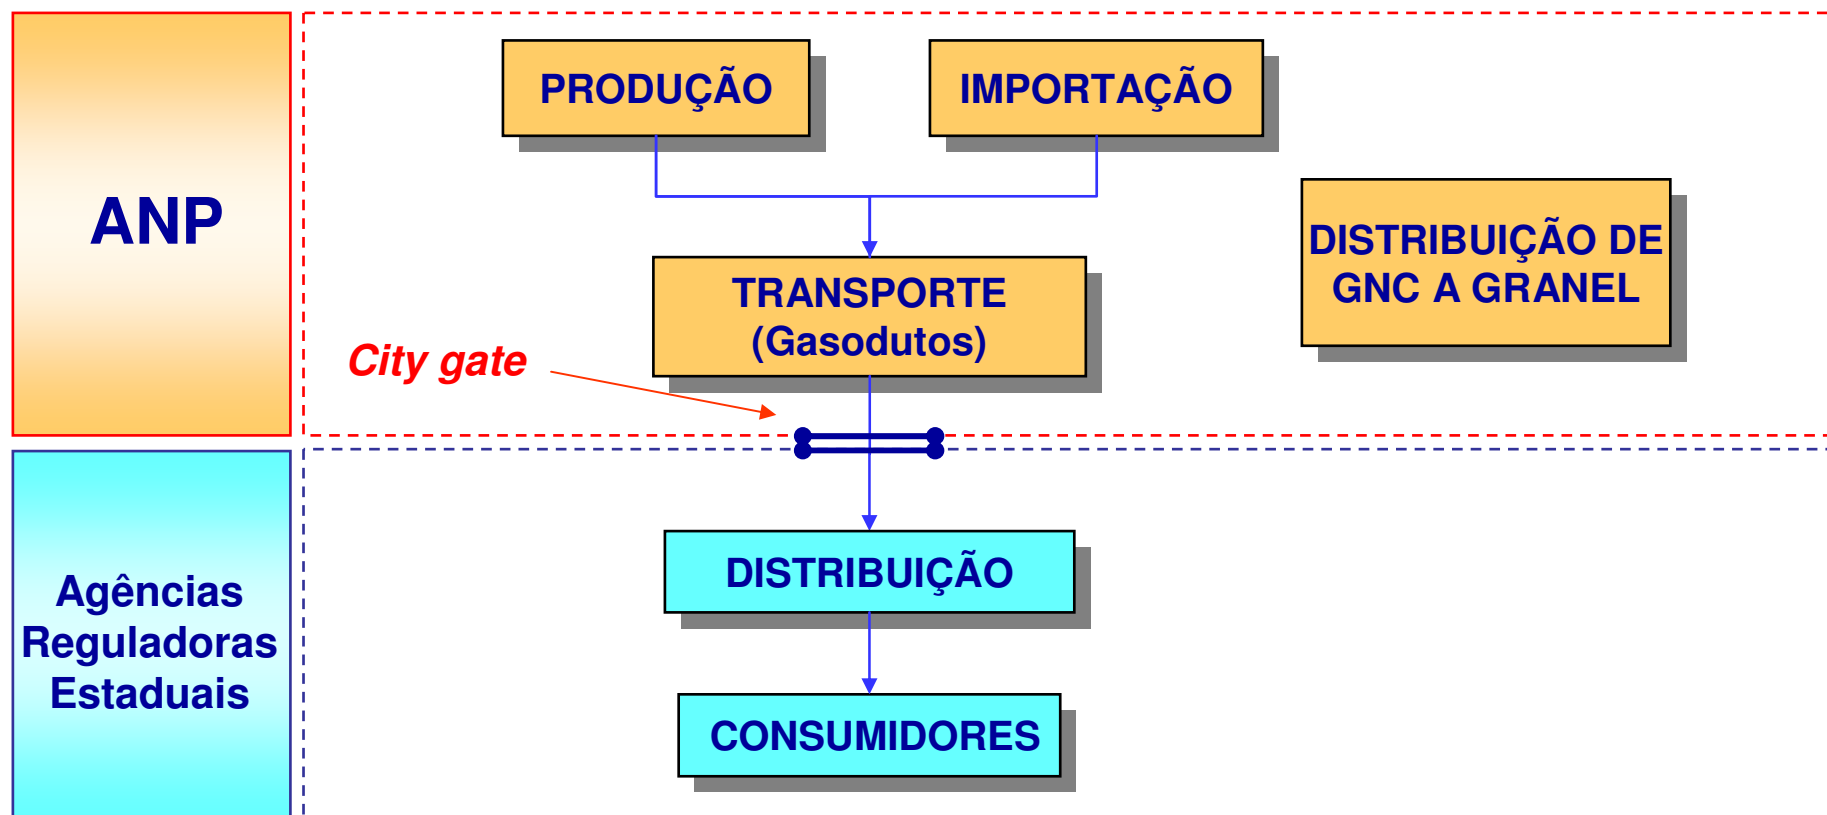 PRODUÇÃO
IMPORTAÇÃO
ANP
DISTRIBUIÇÃO DE
GNC A GRANEL
TRANSPORTE
(Gasodutos)
City gate
Agências
Reguladoras
Estaduais
DISTRIBUIÇÃO
CONSUMIDORES